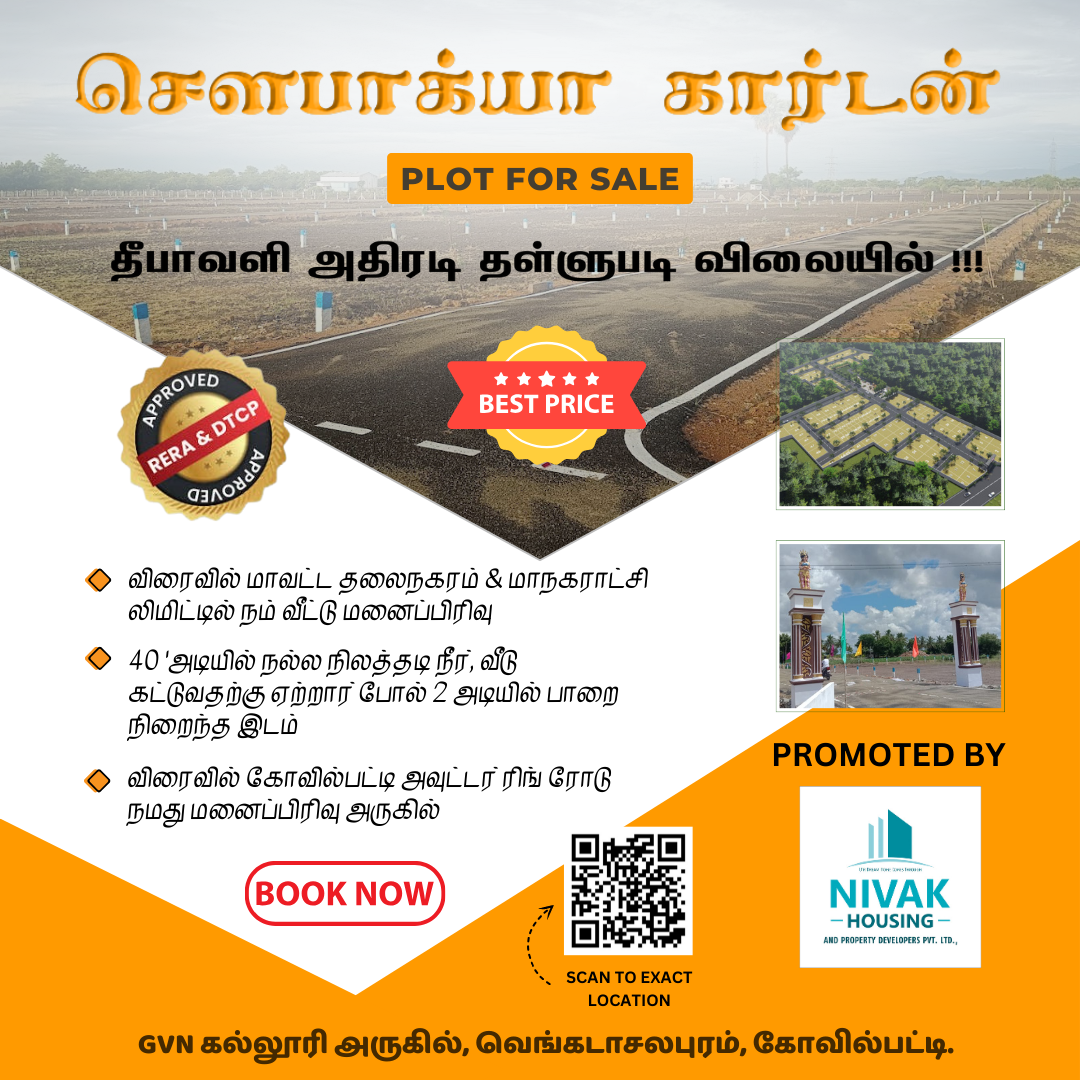 சௌபாக்யா கார்டன்
PLOT FOR SALE
தீபாவளி அதிரடி தள்ளுபடி விலையில் !!!
APPROVED
RERA & DTCP
APPROVED
BEST PRICE
விரைவில் மாவட்ட தலைநகரம் & மாநகராட்சி
லிமிட்டில் நம் வீட்டு மனைப்பிரிவு
40 'அடியில் நல்ல நிலத்தடி நீர், வீடு
கட்டுவதற்கு ஏற்றார் போல் 2 அடியில் பாறை
நிறைந்த இடம்
விரைவில் கோவில்பட்டி அவுட்டர் ரிங் ரோடு
நமது மனைப்பிரிவு அருகில்
BOOK NOW
SCAN TO EXACT
LOCATION
PROMOTED BY
NIVAK
HOUSING
AND PROPERTY DEVELOPERS PVT. LTD.,
GVN கல்லூரி அருகில், வெங்கடாசலபுரம், கோவில்பட்டி.